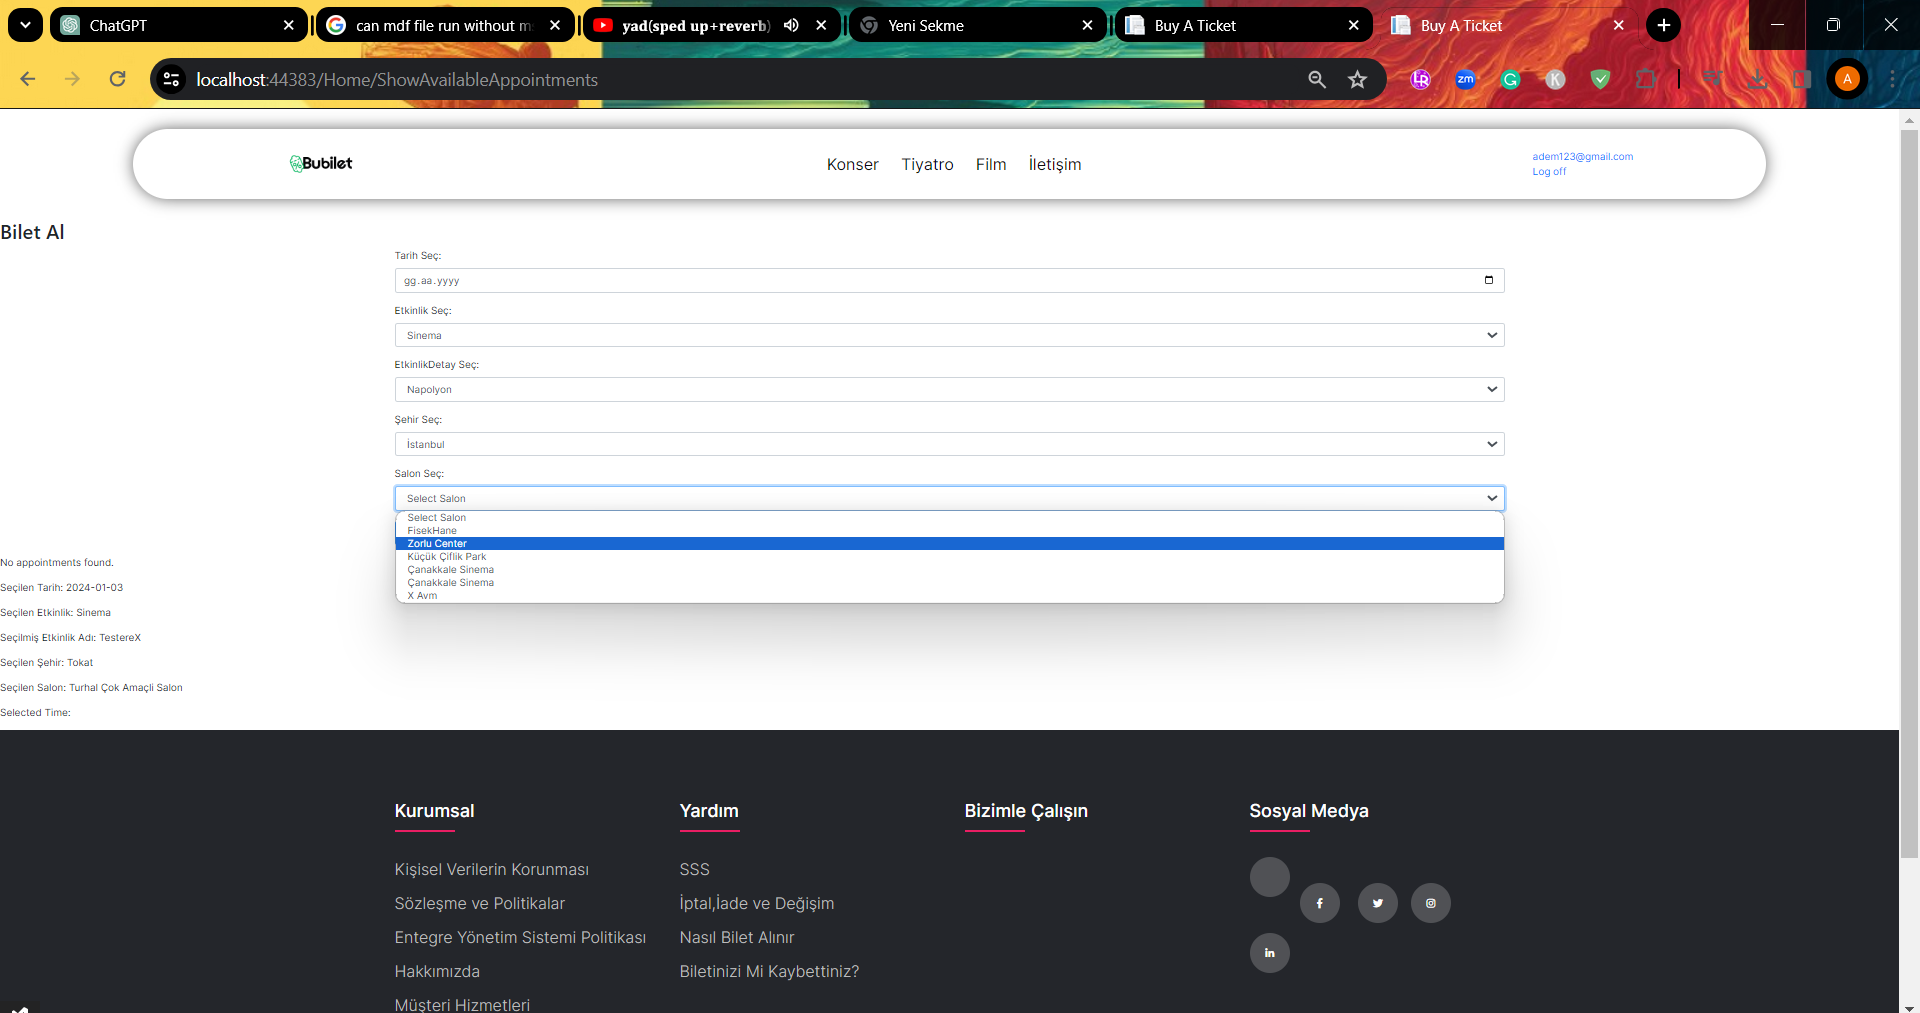 ChatGPT
can mdf file run without m
yad(sped up+reverb)
Yeni Sekme
Buy A Ticket
Buy A Ticket
localhost:44383/Home/ShowAvailableAppointments
zm
K
A
Bubilet
Konser
Tiyatro
Film
İletişim
adem123@gmail.com
Log off
Bilet Al
Tarih Seç:
gg.aa.yyyy
Etkinlik Seç:
Sinema
EtkinlikDetay Seç:
Napolyon
Şehir Seç:
İstanbul
Salon Seç:
Select Salon
Select Salon
FisekHane
Zorlu Center
Küçük Çiflik Park
Çanakkale Sinema
Çanakkale Sinema
X Avm
No appointments found.
Seçilen Tarih: 2024-01-03
Seçilen Etkinlik: Sinema
Seçilmiş Etkinlik Adı: TestereX
Seçilen Şehir: Tokat
Seçilen Salon: Turhal Çok Amaçli Salon
Selected Time:
Kurumsal
Kişisel Verilerin Korunması
Sözleşme ve Politikalar
Entegre Yönetim Sistemi Politikası
Hakkımızda
Müşteri Hizmetleri
Yardım
SSS
İptal,İade ve Değişim
Nasıl Bilet Alınır
Biletinizi Mi Kaybettiniz?
Bizimle Çalışın
Sosyal Medya